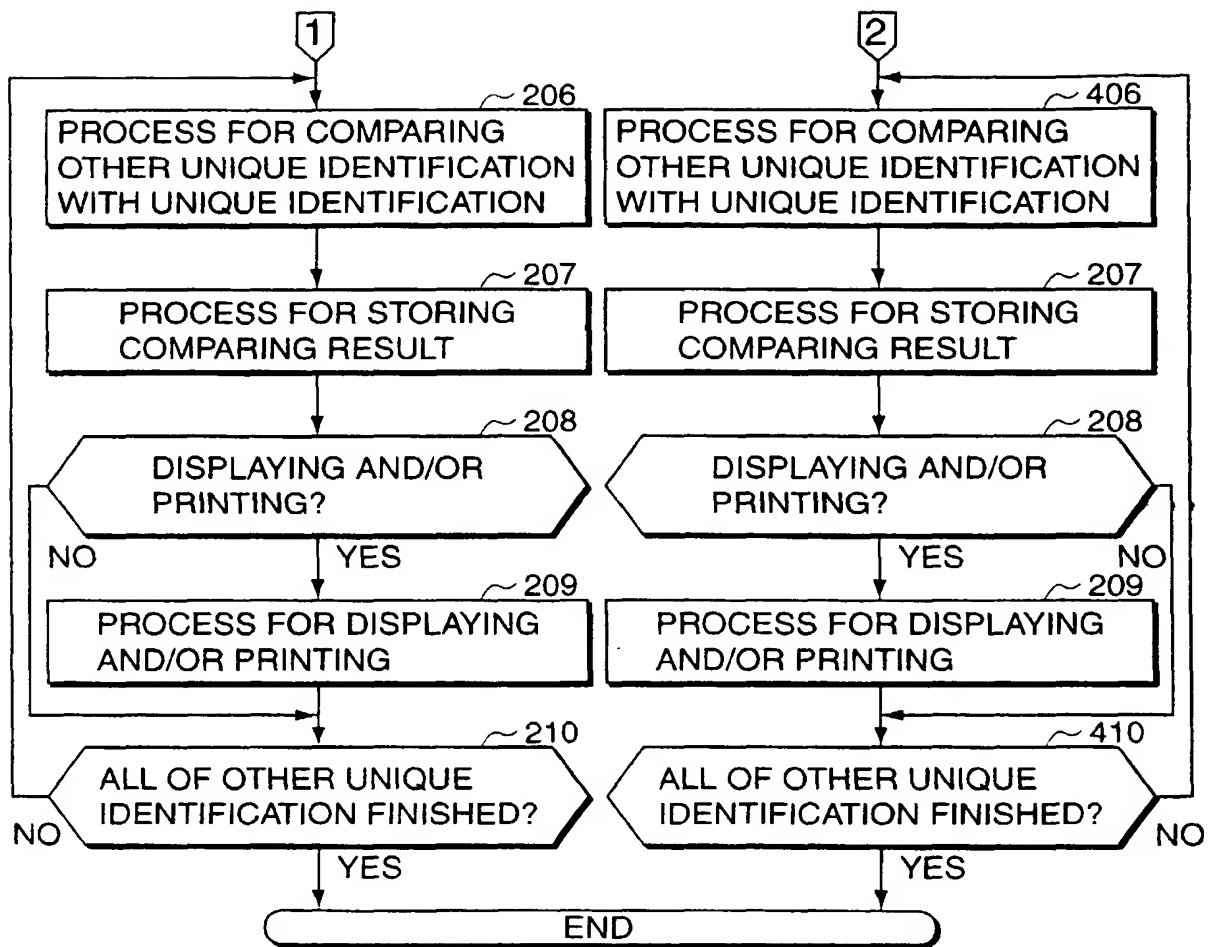 1
206
PROCESS FOR COMPARING
OTHER UNIQUE IDENTIFICATION
WITH UNIQUE IDENTIFICATION
207
PROCESS FOR STORING
COMPARING RESULT
208
DISPLAYING AND/OR
PRINTING?
NO
YES
209
PROCESS FOR DISPLAYING
AND/OR PRINTING
210
ALL OF OTHER UNIQUE
IDENTIFICATION FINISHED?
NO
YES
2
406
PROCESS FOR COMPARING
OTHER UNIQUE IDENTIFICATION
WITH UNIQUE IDENTIFICATION
207
PROCESS FOR STORING
COMPARING RESULT
208
DISPLAYING AND/OR
PRINTING?
YES
NO
209
PROCESS FOR DISPLAYING
AND/OR PRINTING
410
ALL OF OTHER UNIQUE
IDENTIFICATION FINISHED?
YES
NO
END